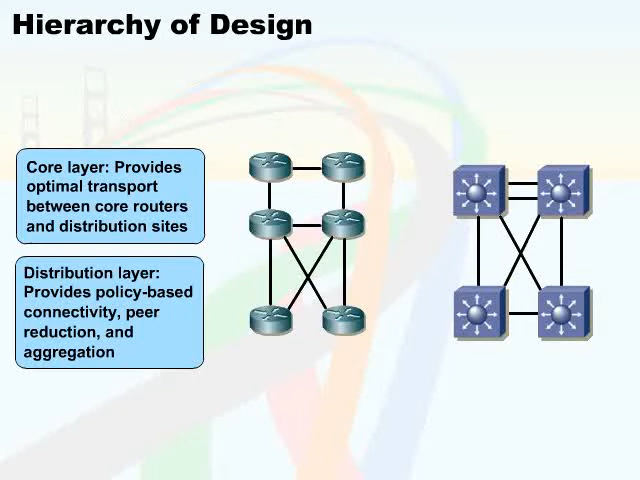 Hierarchy of Design
Core layer: Provides
optimal transport
between core routers
and distribution sites
Distribution layer:
Provides policy-based
connectivity, peer
reduction, and
aggregation